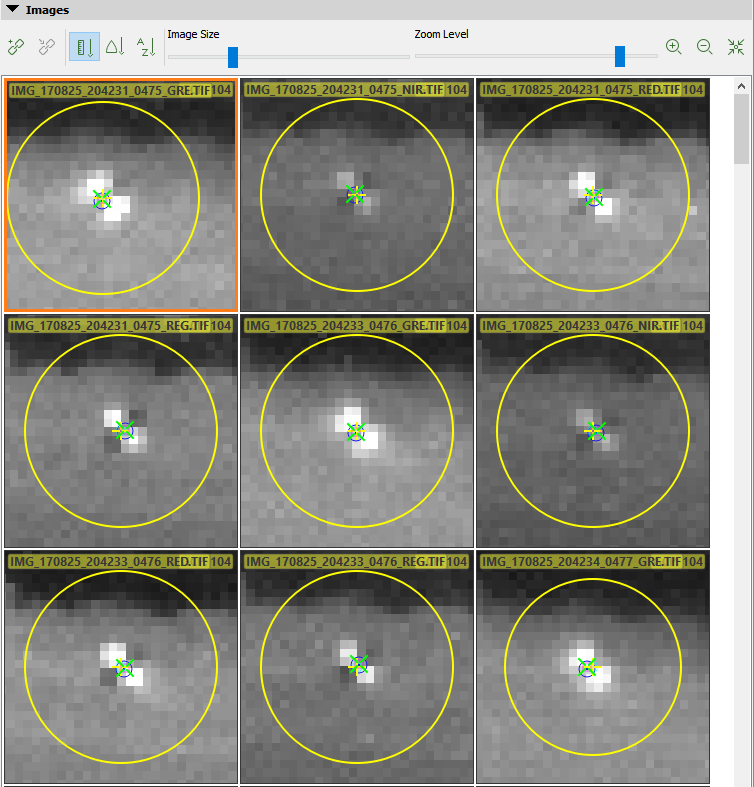 Images
Image Size
Zoom Level
A
Z
IMG_170825_204231_0475_GRE.TIF 104
IMG_170825_204231_0475_NIR.TIF 104
IMG_170825_204231_0475_RED.TIF 104
IMG_170825_204231_0475_REG.TIF 104
IMG_170825_204233_0476_GRE.TIF 104
IMG_170825_204233_0476_NIR.TIF 104
IMG_170825_204233_0476_RED.TIF 104
IMG_170825_204233_0476_REG.TIF 104
IMG_170825_204234_0477_GRE.TIF 104